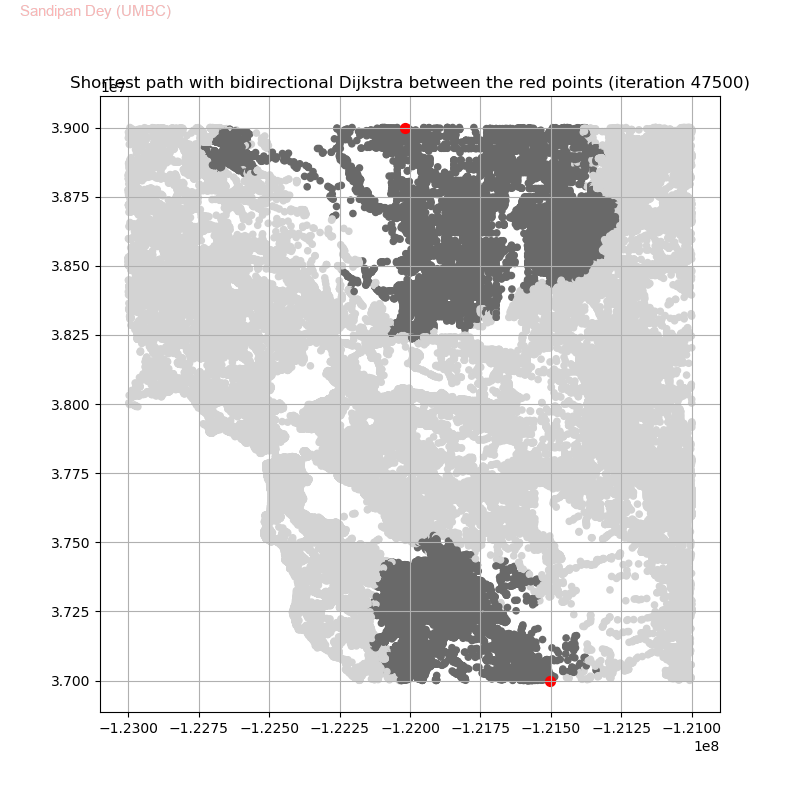 Sandipan Dey (UMBC)
Shortest path with bidirectional Dijkstra between the red points (iteration 47500)
1e7
3.900
3.875
3.850
3.825
3.800
3.775
3.750
3.725
3.700
−1.2300 −1.2275 −1.2250 −1.2225 −1.2200 −1.2175 −1.2150 −1.2125 −1.2100
1e8